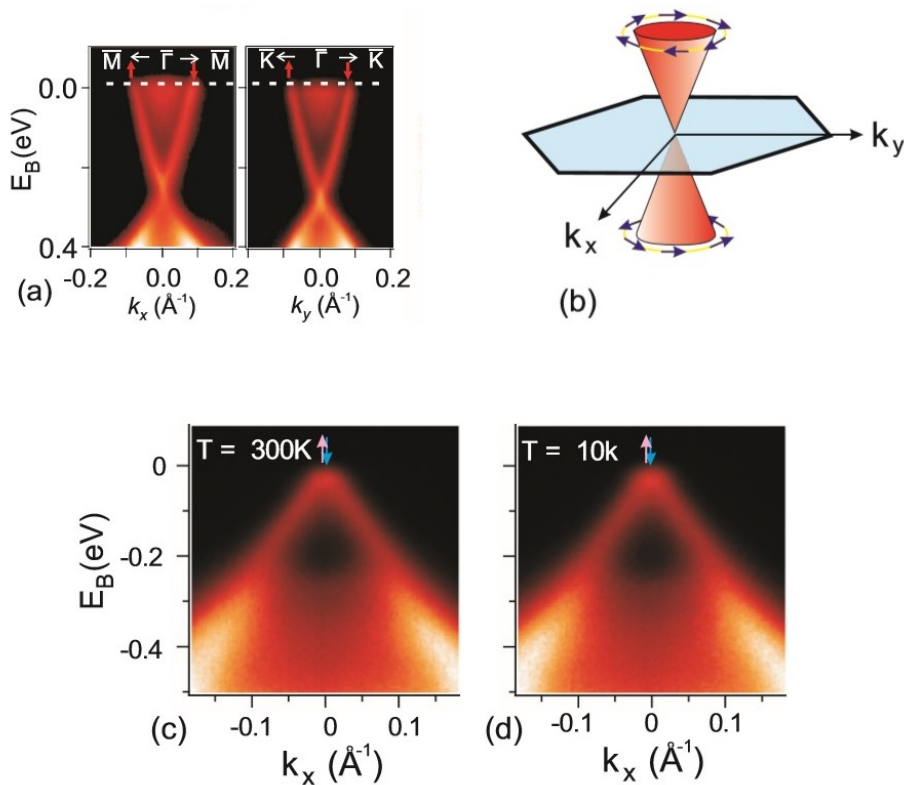 M̅ ← Γ̅ → M̅
K̅ ← Γ̅ → K̅
0.0
0.4
E_B(eV)
-0.2 0.0 0.2
0.0 0.2
k_x (Å⁻¹)
k_y (Å⁻¹)
(a)
k_y
k_x
(b)
T = 300K
T = 10k
0
-0.2
-0.4
E_B(eV)
-0.1 0 0.1
-0.1 0 0.1
(c)
(d)
k_x (Å⁻¹)
k_x (Å⁻¹)